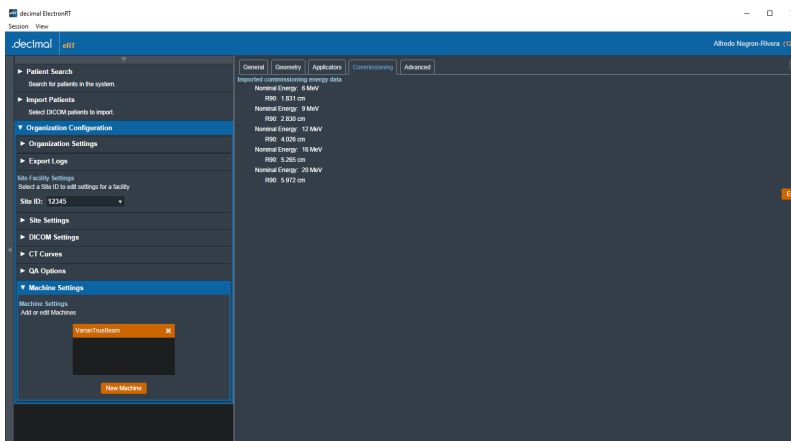 decimal ElectronRT
Session View
.decimal eRT
Alfredo Negron-Rivera (12
Patient Search
Search for patients in the system.
Import Patients
Select DICOM patients to import.
Organization Configuration
Organization Settings
Export Logs
Site Facility Settings
Select a Site ID to edit settings for a facility
Site ID: 12345
Site Settings
DICOM Settings
CT Curves
QA Options
Machine Settings
Machine Settings
Add or edit Machines
VarianTrueBeam
New Machine
General Geometry Applicators Commissioning Advanced
Imported commissioning energy data
Nominal Energy: 6 MeV
R90: 1.831 cm
Nominal Energy: 9 MeV
R90: 2.830 cm
Nominal Energy: 12 MeV
R90: 4.026 cm
Nominal Energy: 16 MeV
R90: 5.265 cm
Nominal Energy: 20 MeV
R90: 5.972 cm
E